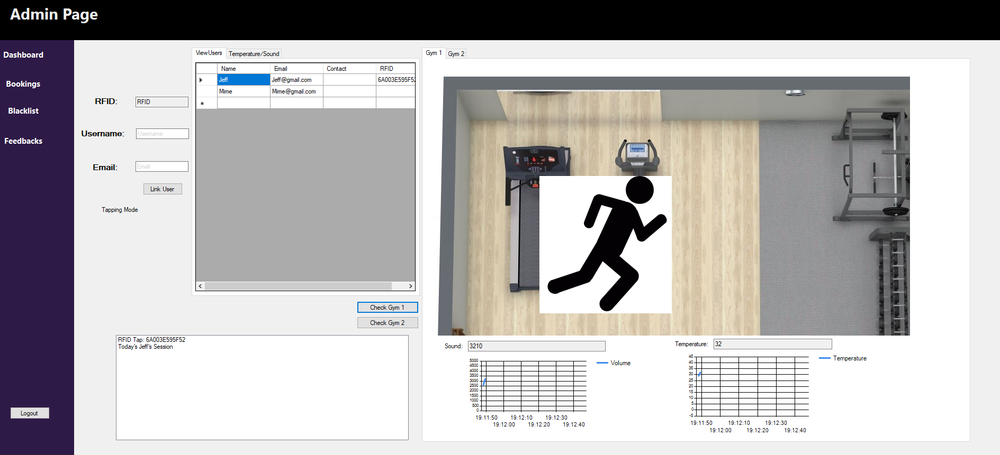 Admin Page
Dashboard
Bookings
Blacklist
Feedbacks
Logout
RFID: RFID
Username: Username
Email: Email
Link User
Tapping Mode
ViewUsers Temperature/Sound
Name Email Contact RFID
Jeff Jeff@gmail.com 6A003E595F52
Mime Mime@gmail.com
Check Gym 1
Check Gym 2
RFID Tap: 6A003E595F52
Today's Jeff's Session
Gym 1 Gym 2
Sound: 3210
5000
4500
4000
3500
3000
2500
2000
1500
1000
500
0
19:11:50 19:12:10 19:12:30
19:12:00 19:12:20 19:12:40
Volume
Temperature: 32
45
40
35
30
25
20
15
10
5
0
-5
19:11:50 19:12:10 19:12:30
19:12:00 19:12:20 19:12:40
Temperature